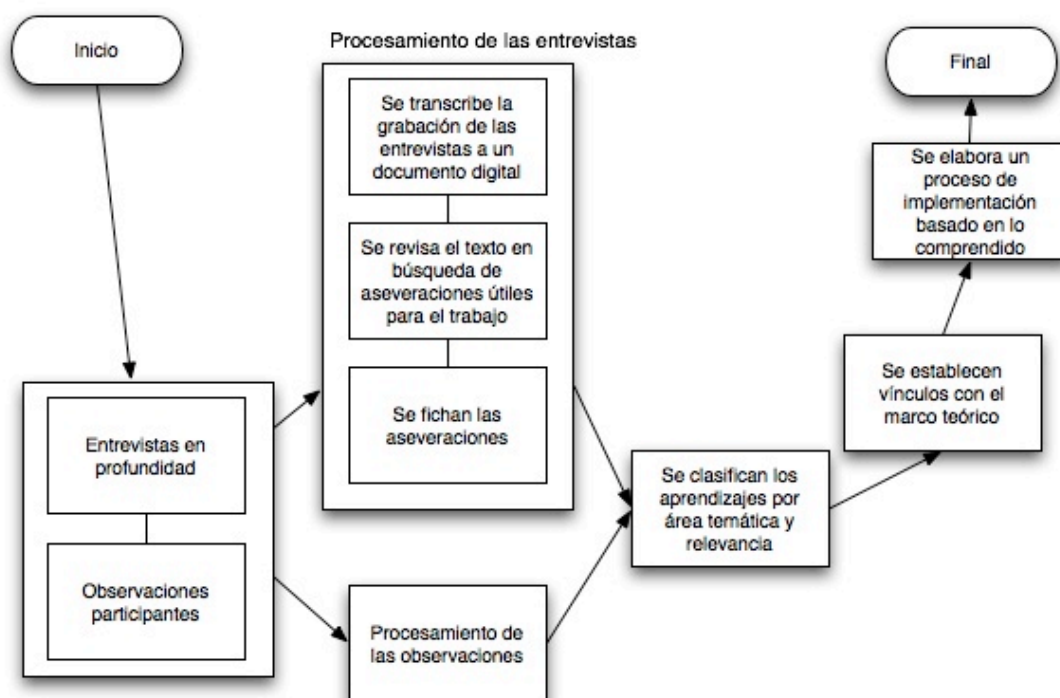 Inicio
Procesamiento de las entrevistas
Se transcribe la
grabación de las
entrevistas a un
documento digital
Se revisa el texto en
búsqueda de
aseveraciones útiles
para el trabajo
Se fichan las
aseveraciones
Entrevistas en
profundidad
Observaciones
participantes
Procesamiento de
las observaciones
Se clasifican los
aprendizajes por
área temática y
relevancia
Se establecen
vínculos con el
marco teórico
Se elabora un
proceso de
implementación
basado en lo
comprendido
Final